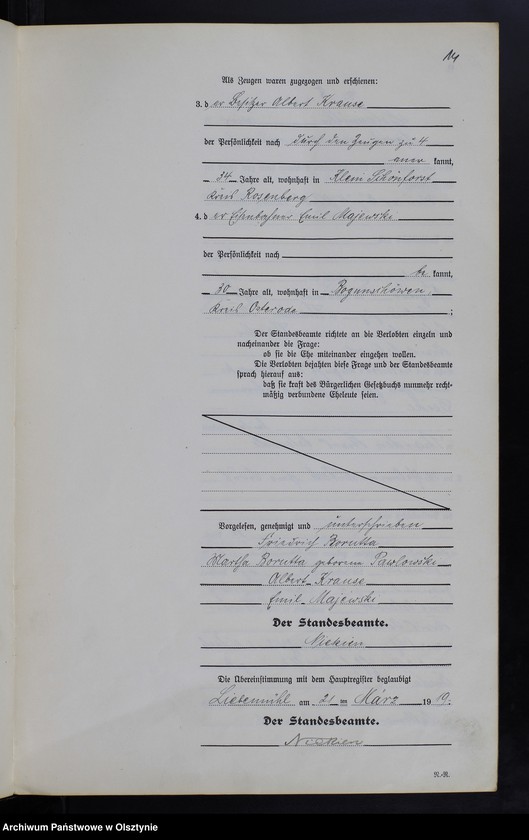 14
Als Zeugen waren zugezogen und erschienen:
3. der Besitzer Albert Krause
der Persönlichkeit nach durch den Zeugen zu 4
aner kannt,
34 Jahre alt, wohnhaft in Klein Schönforst
Kreis Rosenberg
4. der Eisenbahner Emil Majewski
der Persönlichkeit nach
be kannt,
30 Jahre alt, wohnhaft in Bogunschöwen,
Kreis Osterode ;
Der Standesbeamte richtete an die Verlobten einzeln und
nacheinander die Frage:
ob sie die Ehe miteinander eingehen wollen.
Die Verlobten bejahten diese Frage und der Standesbeamte
sprach hierauf aus:
daß sie kraft des Bürgerlichen Gesetzbuchs nunmehr recht-
mäßig verbundene Eheleute seien.
Vorgelesen, genehmigt und unterschrieben
Friedrich Borutta
Martha Borutta geborene Pawlowski
Albert Krause
Emil Majewski
Der Standesbeamte.
Die Übereinstimmung mit dem Hauptregister beglaubigt
Liebemühl am 21 ten März 1919.
Der Standesbeamte.
N.-N.
Archiwum Państwowe w Olsztynie